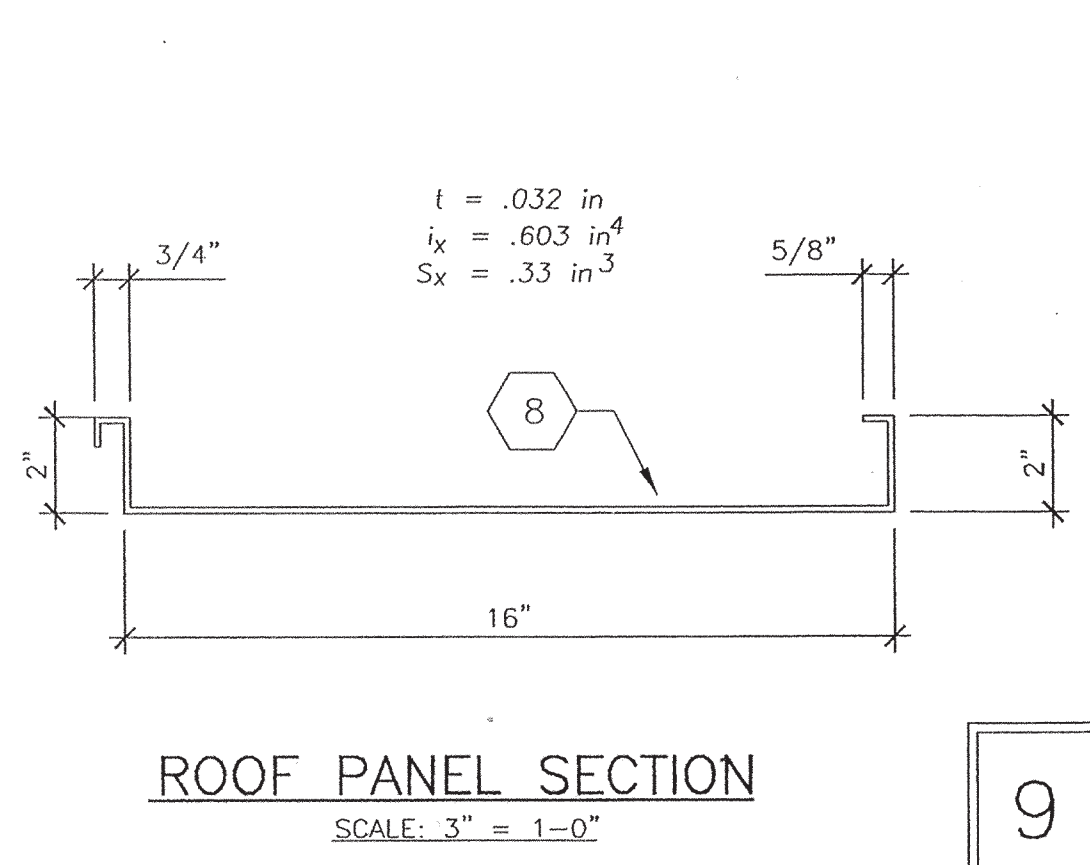 t = .032 in
ix = .603 in4
Sx = .33 in3
3/4"
5/8"
8
2"
2"
16"
ROOF PANEL SECTION
SCALE: 3" = 1-0"
9